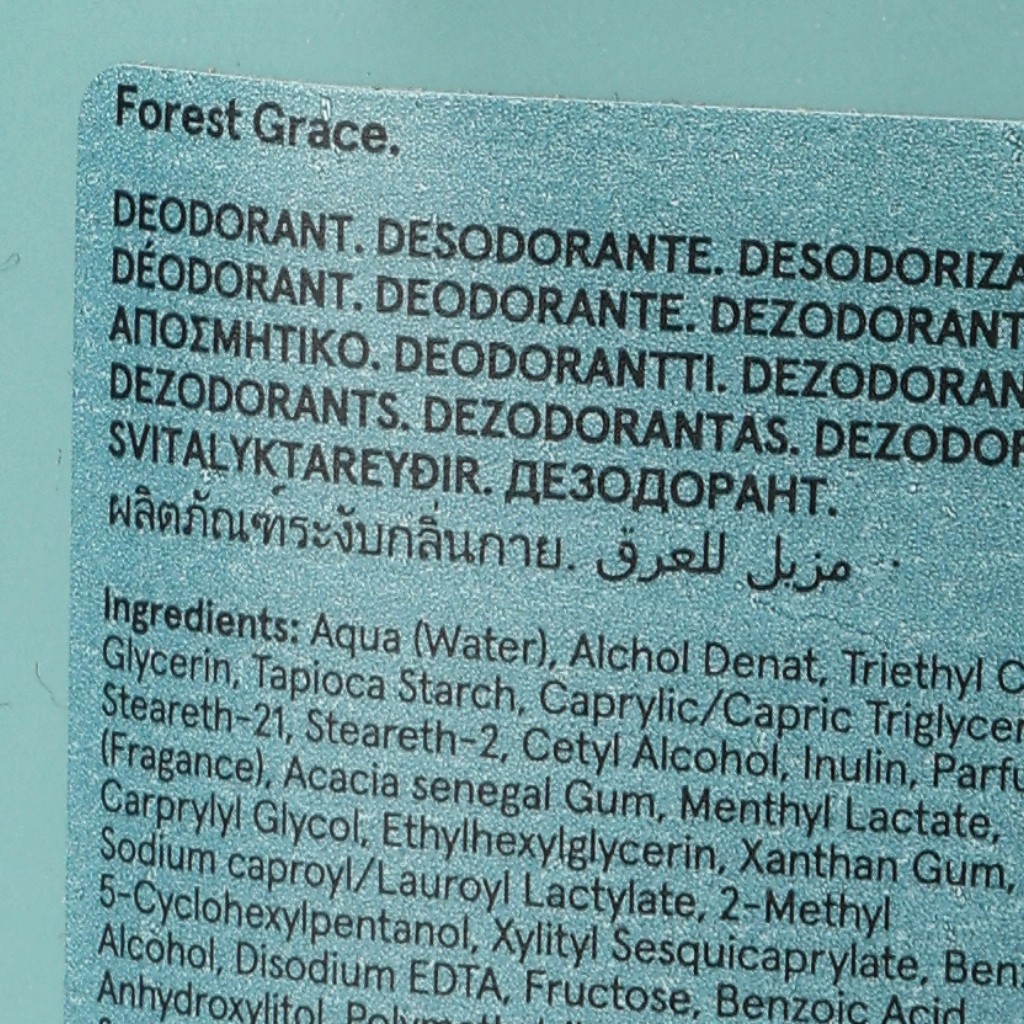 Forest Grace.
DEODORANT. DESODORANTE. DESODORIZA
DÉODORANT. DEODORANTE. DEZODORANT
ΑΠΟΣΜΗΤΙΚΟ. DEODORANTTI. DEZODORAN
DEZODORANTS. DEZODORANTAS. DEZODOR
SVITALYKTAREYÐIR. ДЕЗОДОРАНТ.
ผลิตภัณฑ์ระงับกลิ่นกาย. مزيل للعرق
Ingredients: Aqua (Water), Alchol Denat, Triethyl C
Glycerin, Tapioca Starch, Caprylic/Capric Triglycer
Steareth-21, Steareth-2, Cetyl Alcohol, Inulin, Parfu
(Fragance), Acacia senegal Gum, Menthyl Lactate,
Carprylyl Glycol, Ethylhexylglycerin, Xanthan Gum,
Sodium caproyl/Lauroyl Lactylate, 2-Methyl
5-Cyclohexylpentanol, Xylityl Sesquicaprylate, Benz
Alcohol, Disodium EDTA, Fructose, Benzoic Acid
Anhydroxylitol,